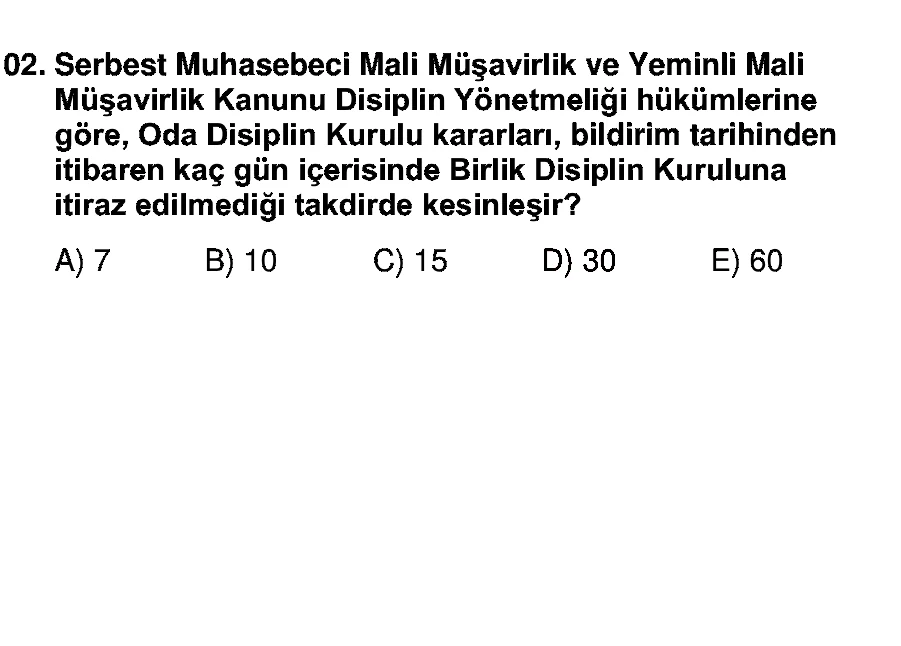 02. Serbest Muhasebeci Mali Müşavirlik ve Yeminli Mali
Müşavirlik Kanunu Disiplin Yönetmeliği hükümlerine
göre, Oda Disiplin Kurulu kararları, bildirim tarihinden
itibaren kaç gün içerisinde Birlik Disiplin Kuruluna
itiraz edilmediği takdirde kesinleşir?
A) 7 B) 10 C) 15 D) 30 E) 60